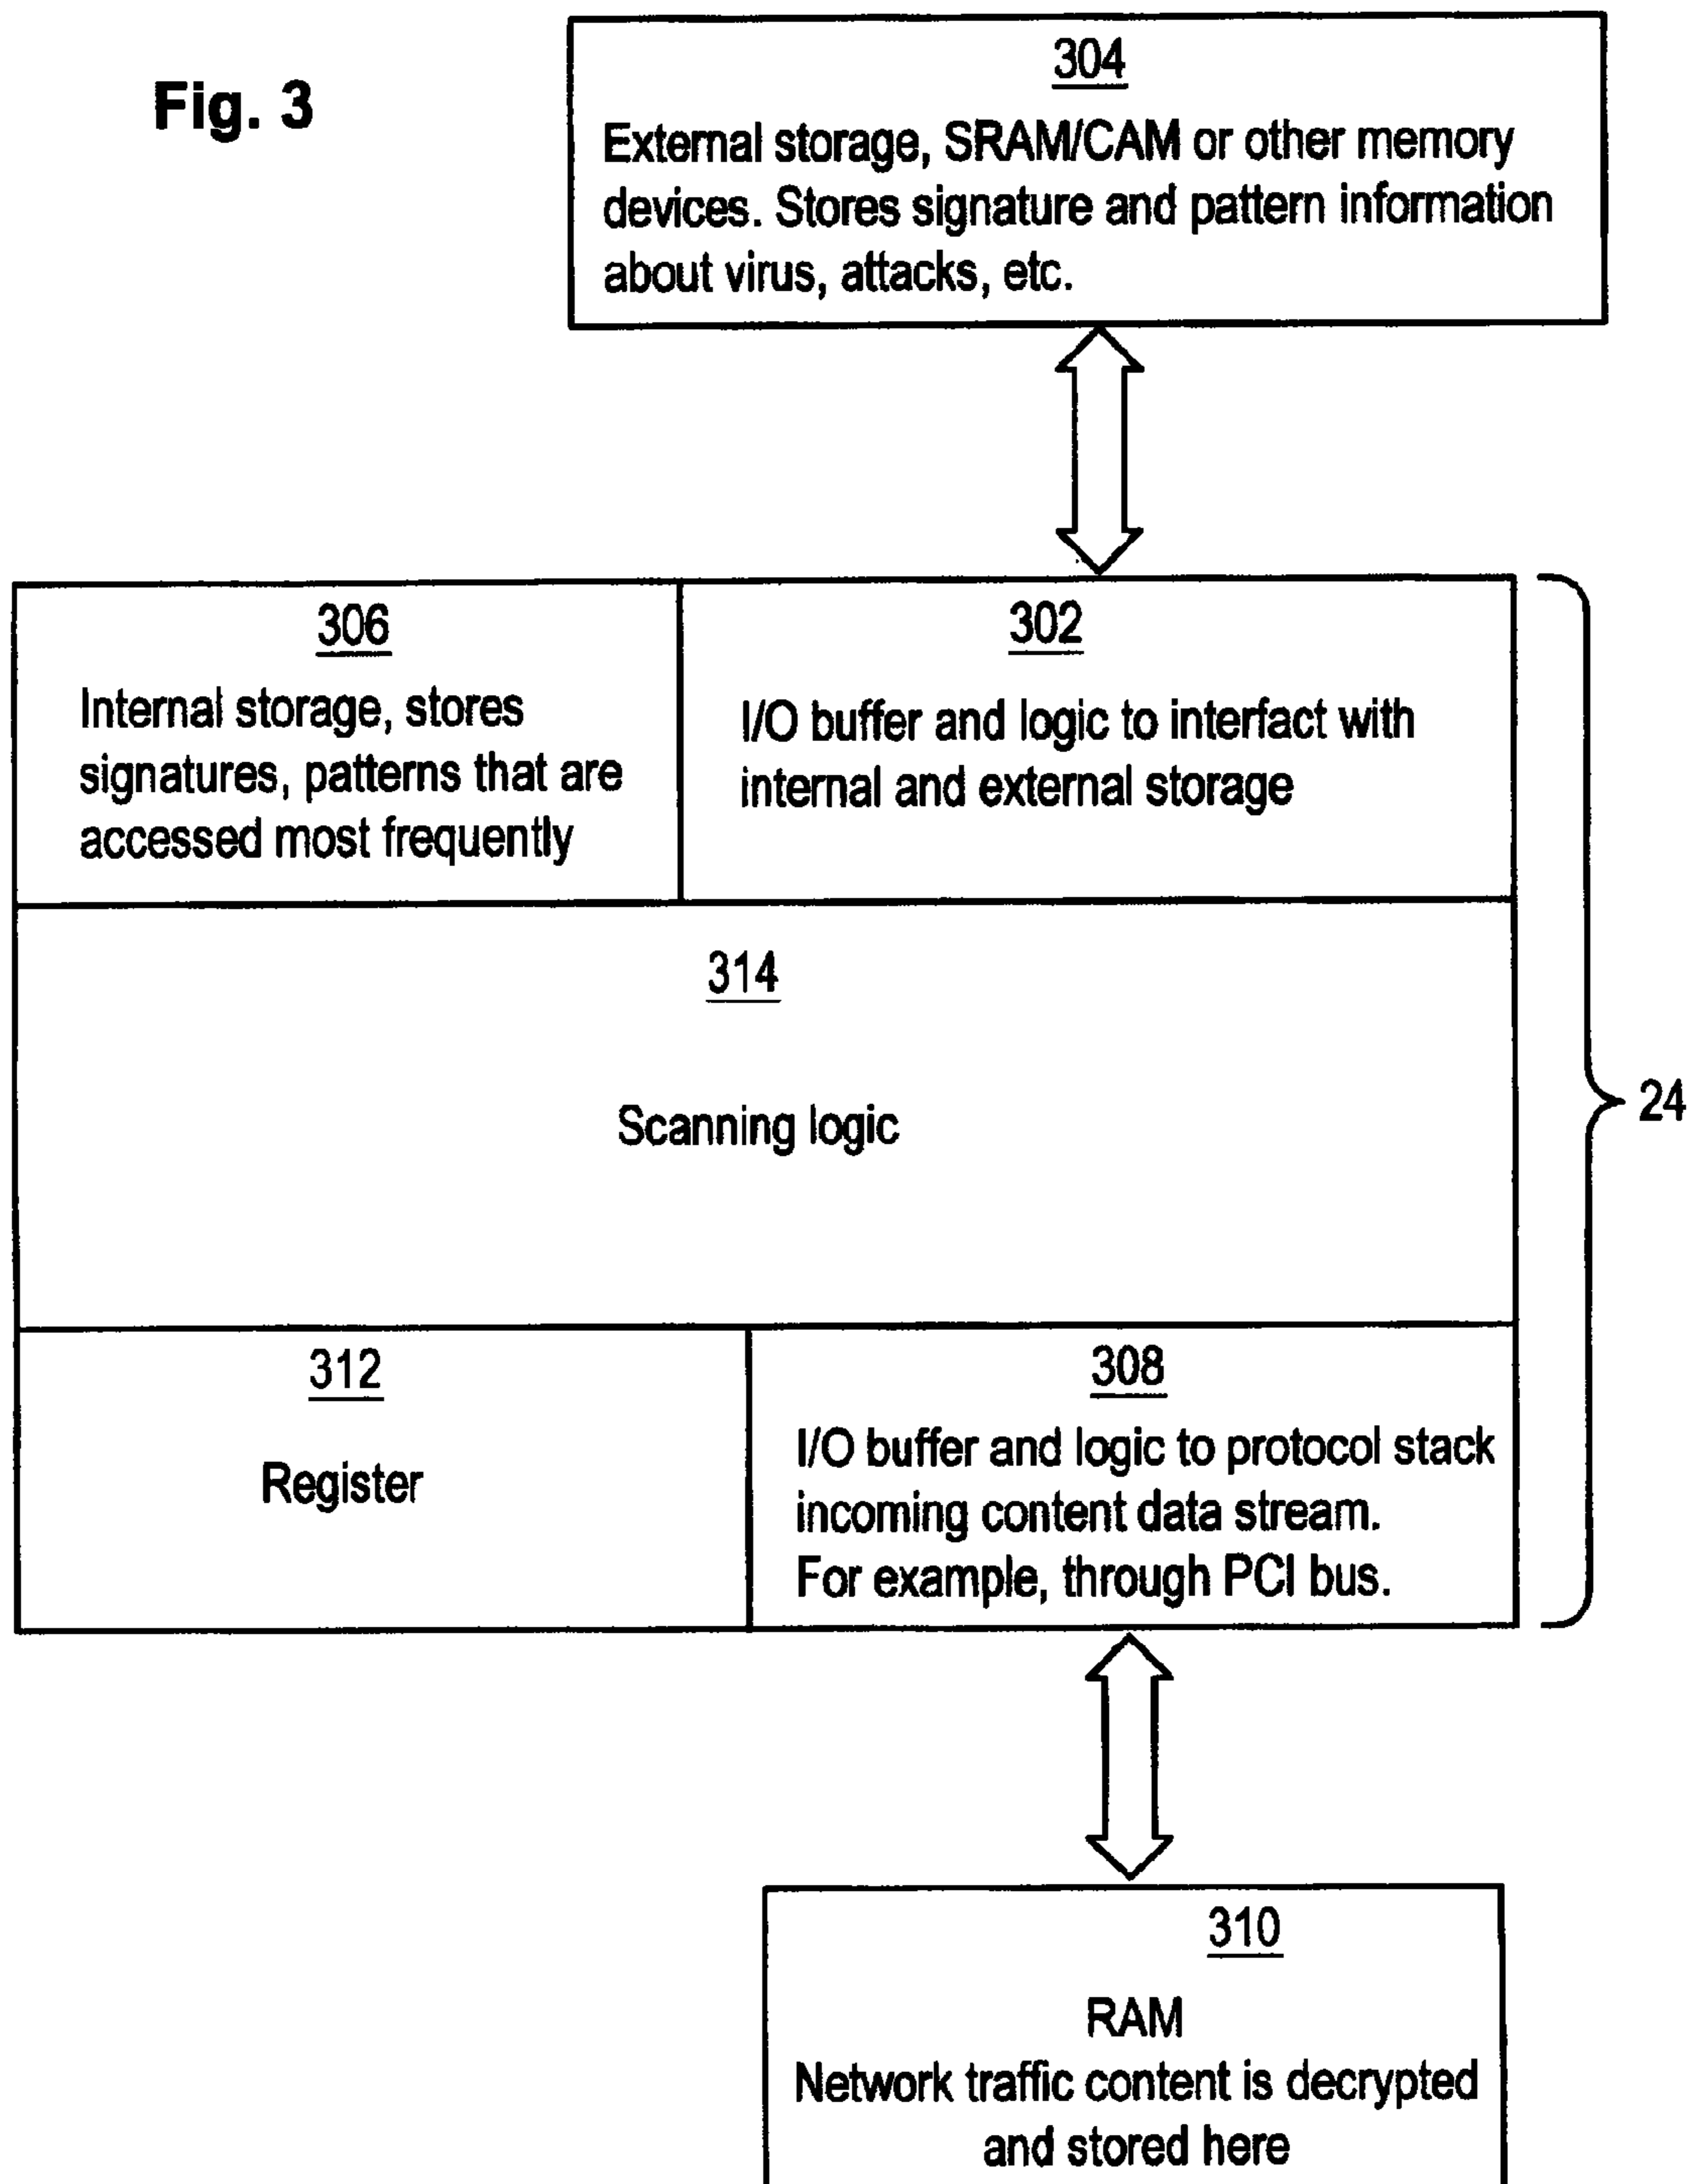 Fig. 3
304
External storage, SRAM/CAM or other memory
devices. Stores signature and pattern information
about virus, attacks, etc.
306
Internal storage, stores
signatures, patterns that are
accessed most frequently
302
I/O buffer and logic to interfact with
internal and external storage
314
Scanning logic
24
312
Register
308
I/O buffer and logic to protocol stack
incoming content data stream.
For example, through PCI bus.
310
RAM
Network traffic content is decrypted
and stored here